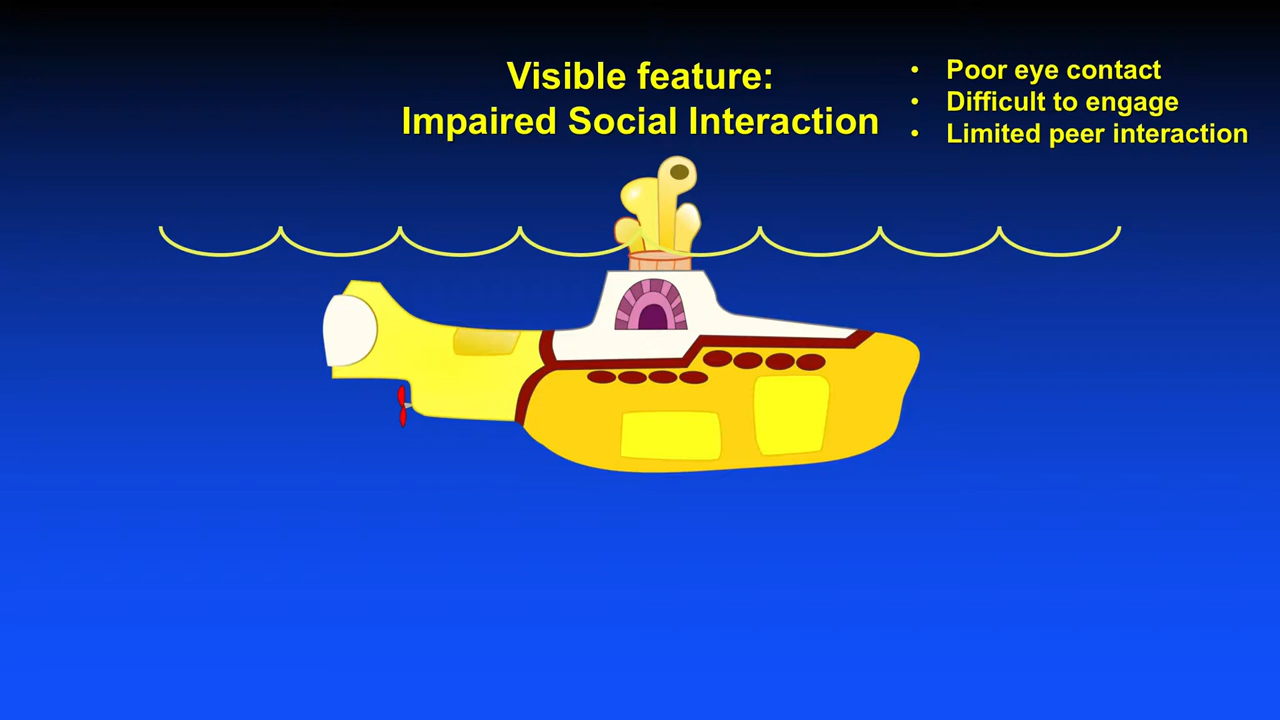 Visible feature:
Impaired Social Interaction
• Poor eye contact
• Difficult to engage
• Limited peer interaction